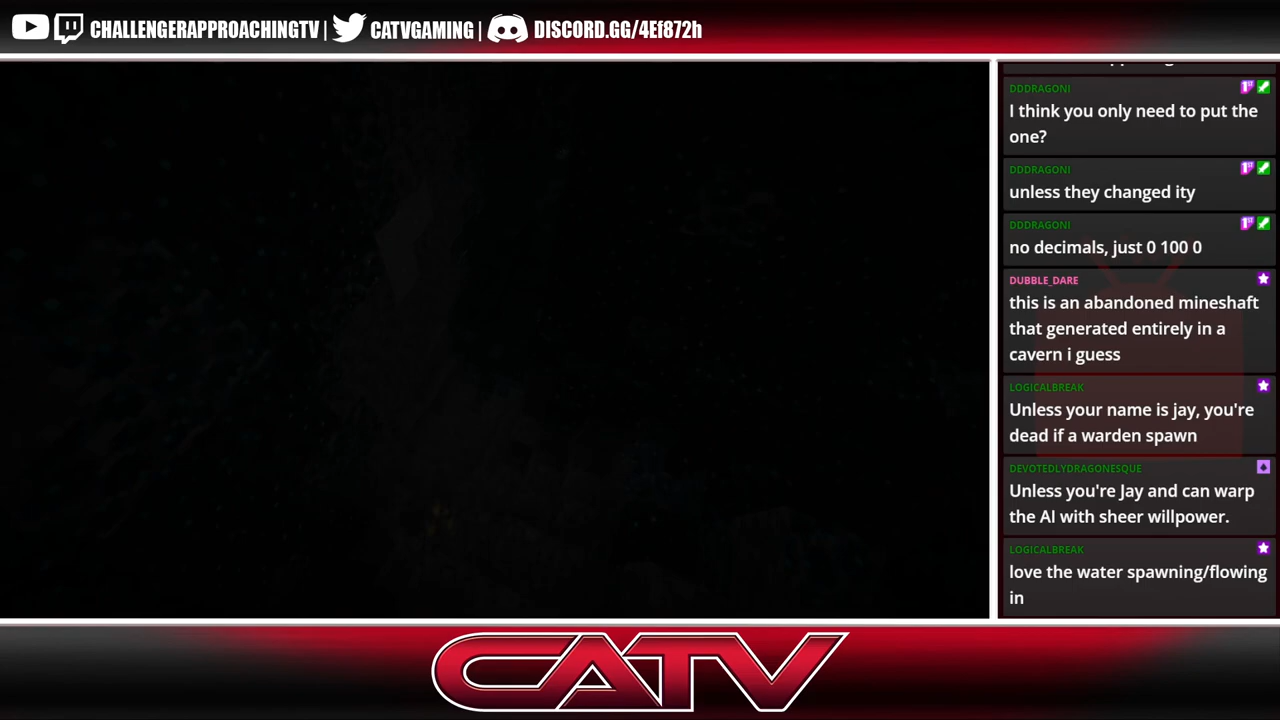 CHALLENGERAPPROACHINGTV | CATVGAMING | DISCORD.GG/4Ef872h
DDDRAGONI
I think you only need to put the
one?
DDDRAGONI
unless they changed ity
DDDRAGONI
no decimals, just 0 100 0
DUBBLE_DARE
this is an abandoned mineshaft
that generated entirely in a
cavern i guess
LOGICALBREAK
Unless your name is jay, you're
dead if a warden spawn
DEVOTEDLYDRAGONESQUE
Unless you're Jay and can warp
the AI with sheer willpower.
LOGICALBREAK
love the water spawning/flowing
in
CATV